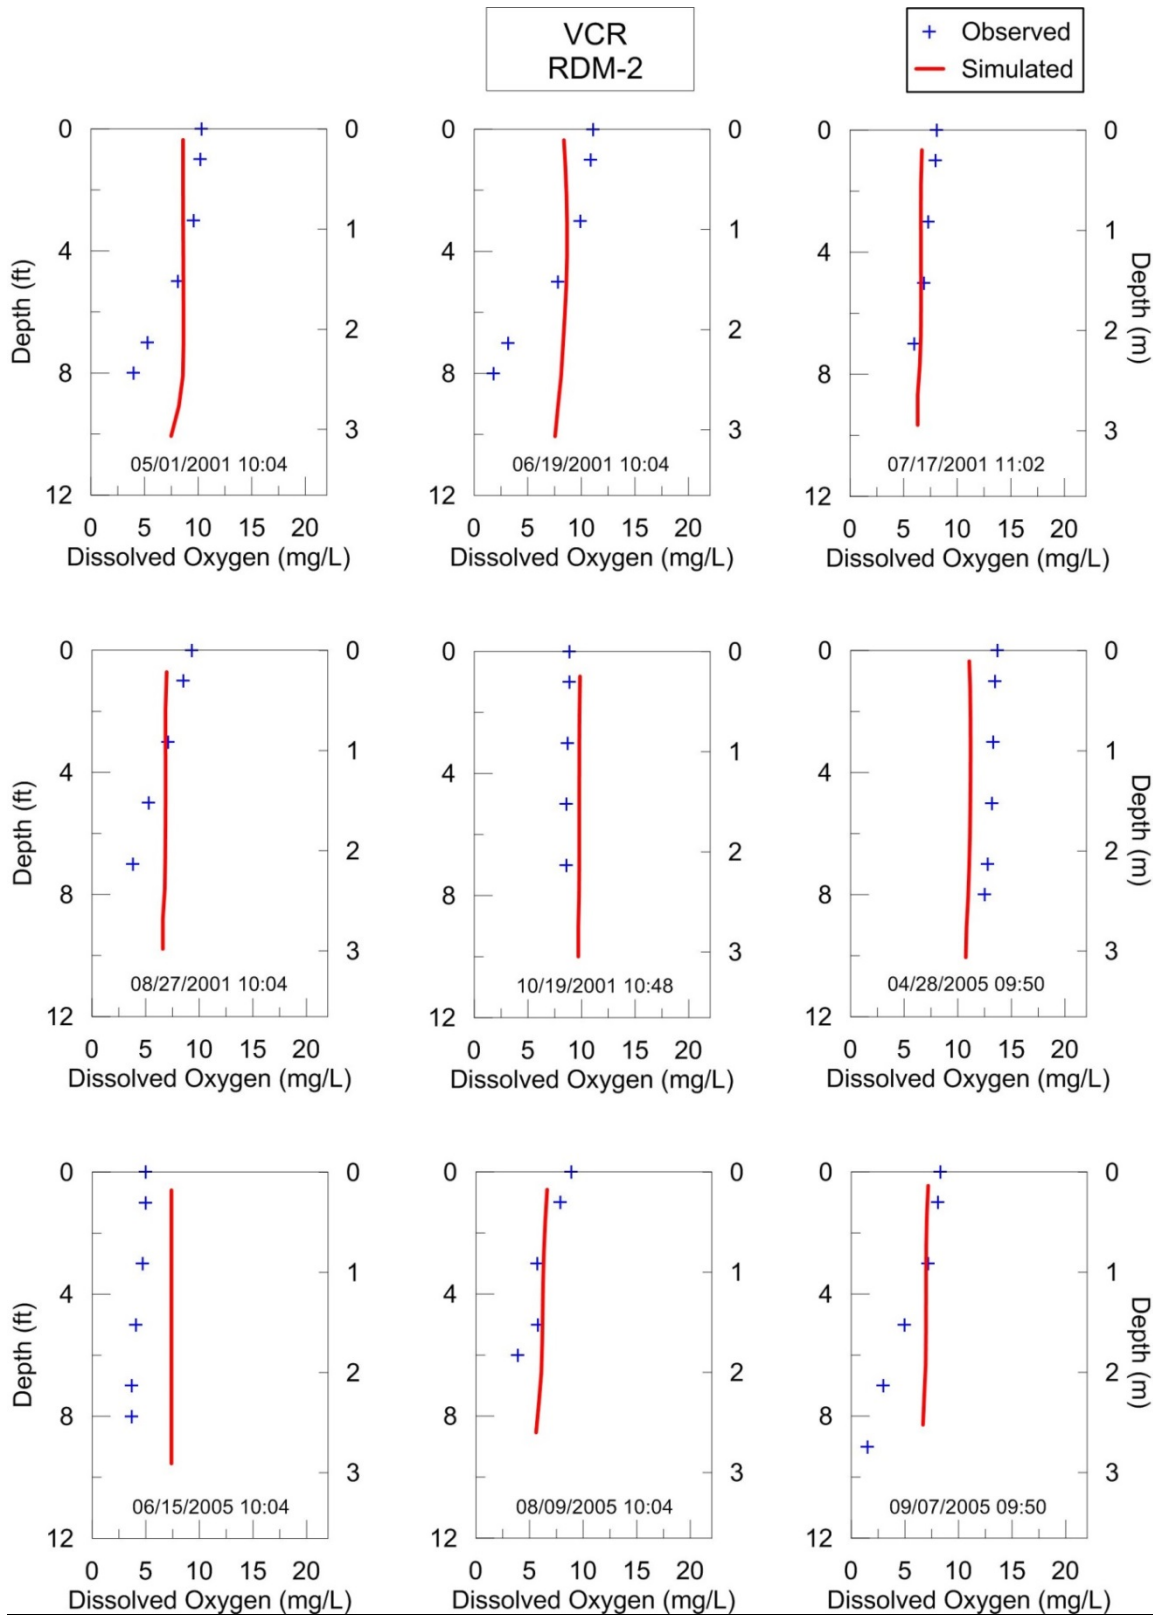 VCR
RDM-2
Observed
Simulated
0 0 0 0 0 0
1 1 1
4 4 4
2 2 2
8 8 8
3 3 3
12 12 12
Depth (ft)
Depth (m)
05/01/2001 10:04
06/19/2001 10:04
07/17/2001 11:02
0 5 10 15 20 0 5 10 15 20 0 5 10 15 20
Dissolved Oxygen (mg/L) Dissolved Oxygen (mg/L) Dissolved Oxygen (mg/L)
0 0 0 0 0 0
1 1 1
4 4 4
2 2 2
8 8 8
3 3 3
12 12 12
Depth (ft)
Depth (m)
08/27/2001 10:04
10/19/2001 10:48
04/28/2005 09:50
0 5 10 15 20 0 5 10 15 20 0 5 10 15 20
Dissolved Oxygen (mg/L) Dissolved Oxygen (mg/L) Dissolved Oxygen (mg/L)
0 0 0 0 0 0
1 1 1
4 4 4
2 2 2
8 8 8
3 3 3
12 12 12
Depth (ft)
Depth (m)
06/15/2005 10:04
08/09/2005 10:04
09/07/2005 09:50
0 5 10 15 20 0 5 10 15 20 0 5 10 15 20
Dissolved Oxygen (mg/L) Dissolved Oxygen (mg/L) Dissolved Oxygen (mg/L)